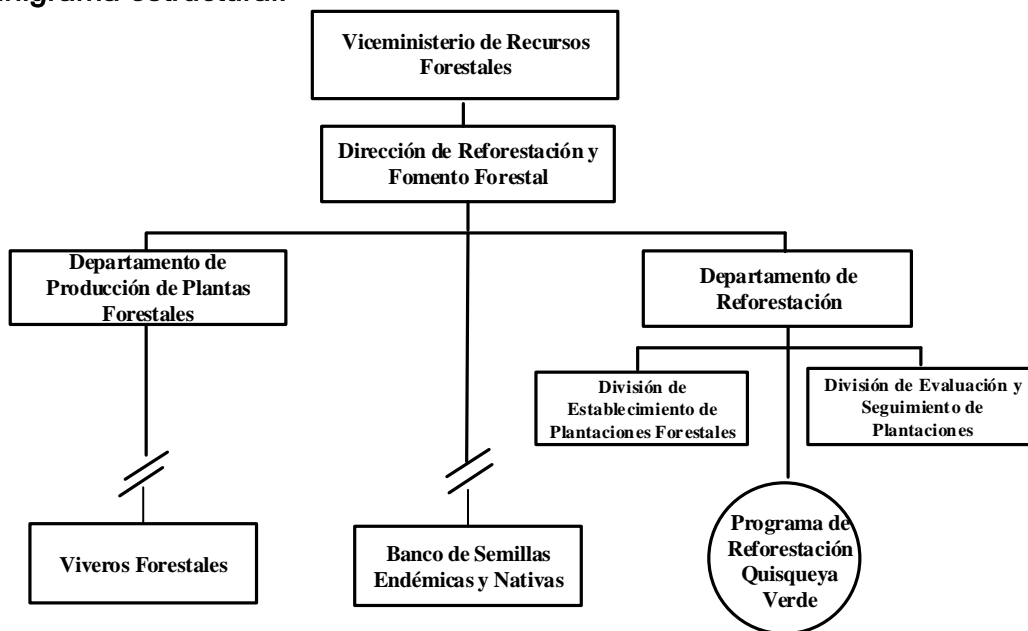 estructural.
Viceministerio de Recursos
Forestales
Dirección de Reforestación y
Fomento Forestal
Departamento de
Producción de Plantas
Forestales
Departamento de
Reforestación
División de
Establecimiento de
Plantaciones Forestales
División de Evaluación y
Seguimiento de
Plantaciones
Viveros Forestales
Banco de Semillas
Endémicas y Nativas
Programa de
Reforestación
Quisqueya
Verde